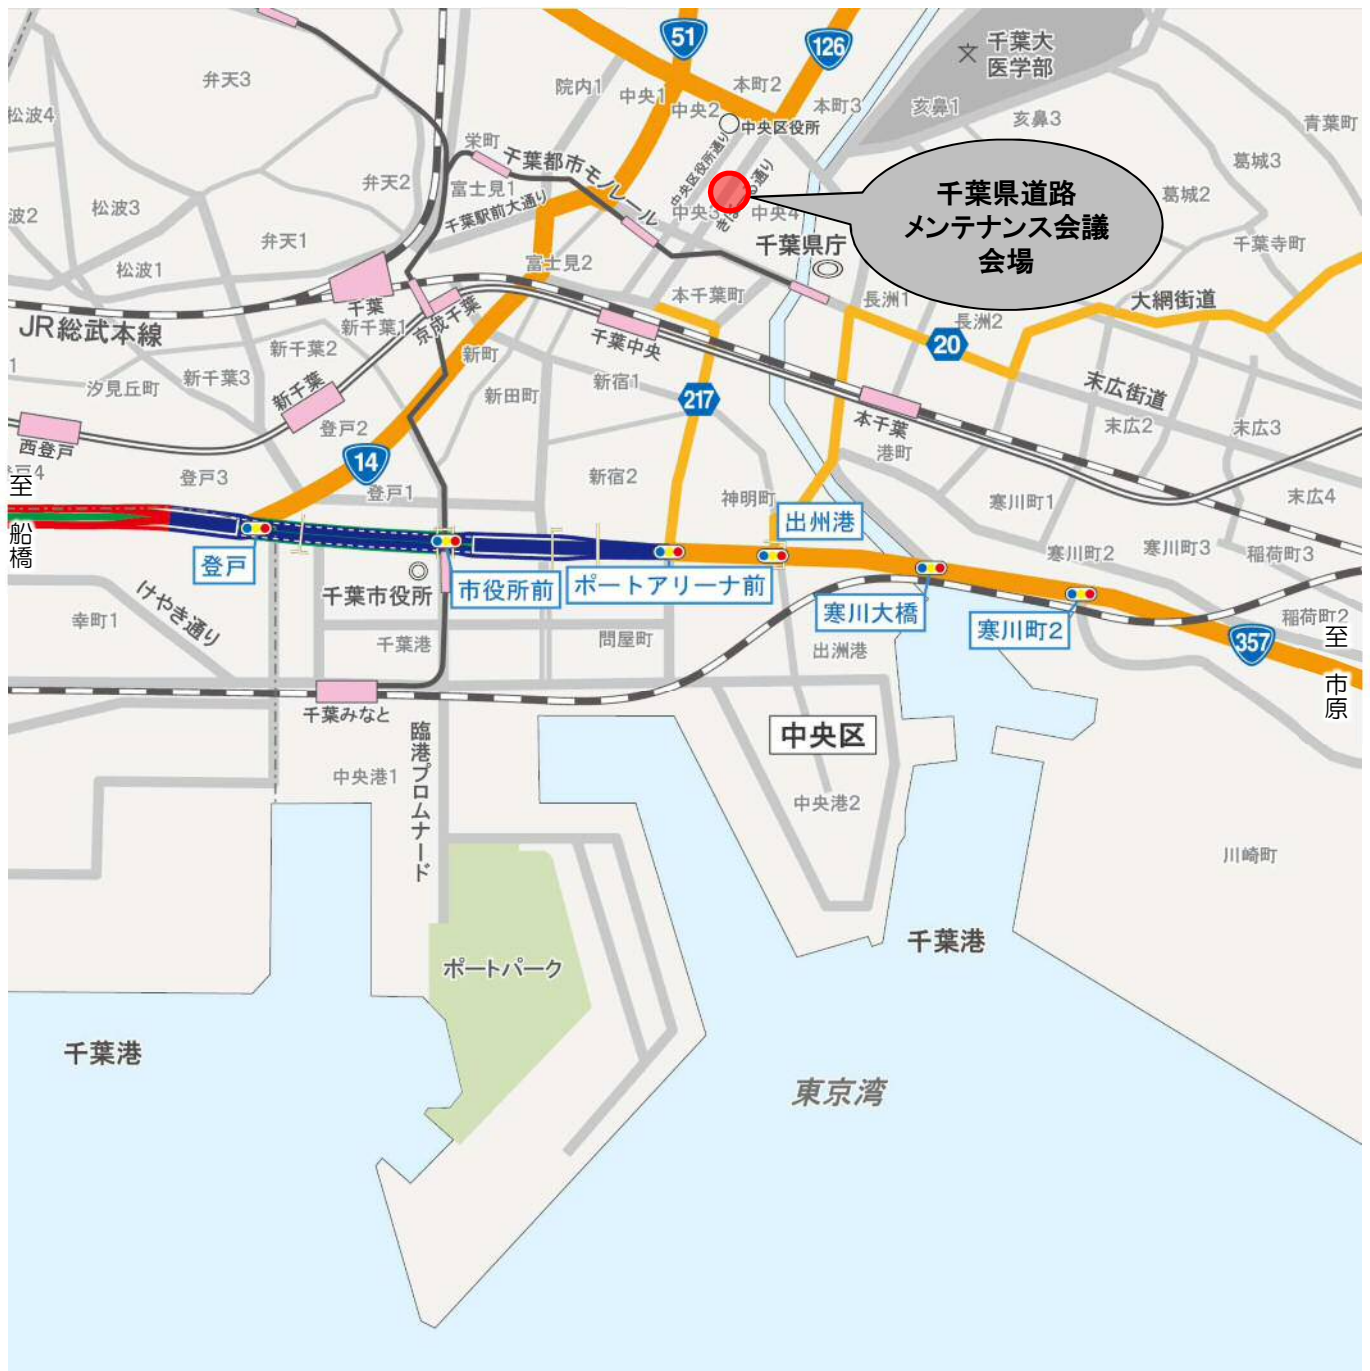 51
126
千葉大
医学部
弁天3
院内1
中央1
本町2
中央2
本町3
亥鼻1
亥鼻3
青葉町
松波4
中央区役所
栄町
千葉都市モノレール
中央区役所通り
葛城3
弁天2
富士見1
千葉駅前大通り
中央3
中央4
千葉県道路
メンテナンス会議
会場
葛城2
波2
松波3
弁天1
千葉県庁
千葉寺町
松波1
富士見2
本千葉町
長洲1
大網街道
千葉
JR総武本線
新千葉1
京成千葉
千葉中央
長洲2
20
新千葉2
新町
1
汐見丘町
新千葉3
新千葉
新田町
新宿1
217
末広街道
本千葉
末広2
末広3
西登戸
登戸2
14
港町
登戸4
登戸3
登戸1
新宿2
神明町
寒川町1
末広4
至
船橋
出州港
寒川町2
寒川町3
稲荷町3
登戸
千葉市役所
市役所前
ポートアリーナ前
寒川大橋
寒川町2
稲荷町2
357
至
市原
幸町1
けやき通り
千葉港
問屋町
出洲港
千葉みなと
臨港プロムナード
中央区
中央港1
中央港2
川崎町
ポートパーク
千葉港
千葉港
東京湾